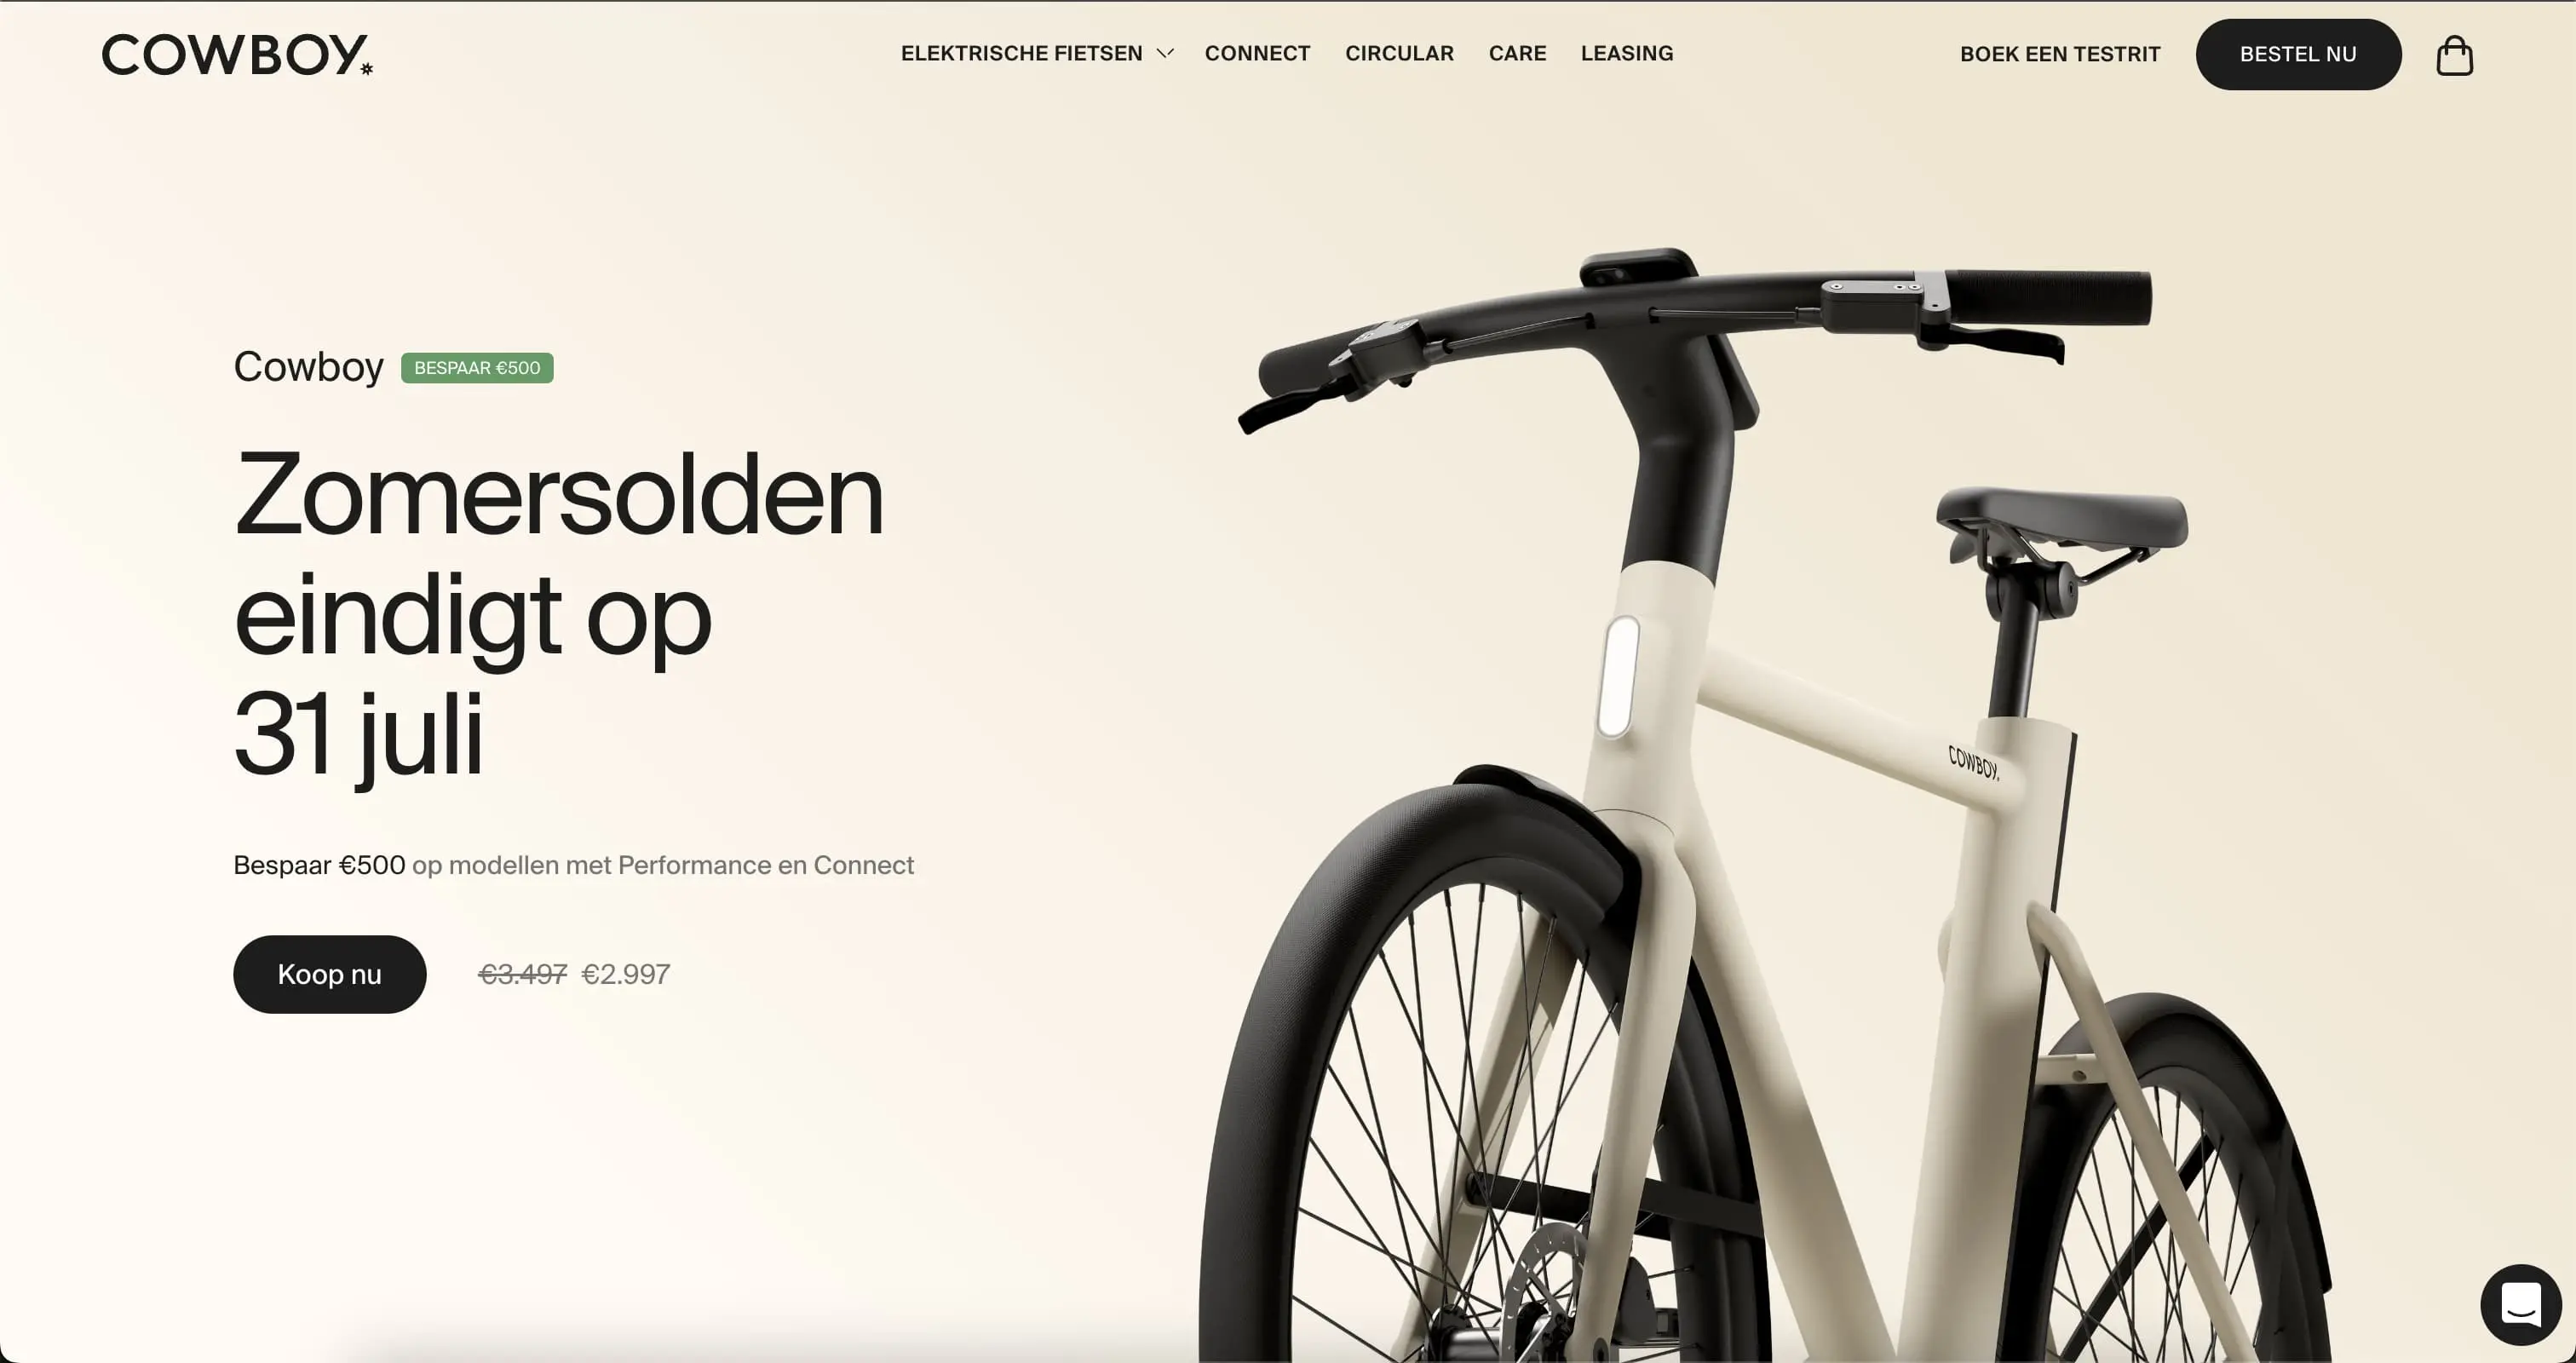 COWBOY
ELEKTRISCHE FIETSEN
CONNECT
CIRCULAR
CARE
LEASING
BOEK EEN TESTRIT
BESTEL NU
Cowboy
BESPAAR €500
Zomersolden
eindigt op
31 juli
Bespaar €500 op modellen met Performance en Connect
Koop nu
€3.497 €2.997
COWBOY